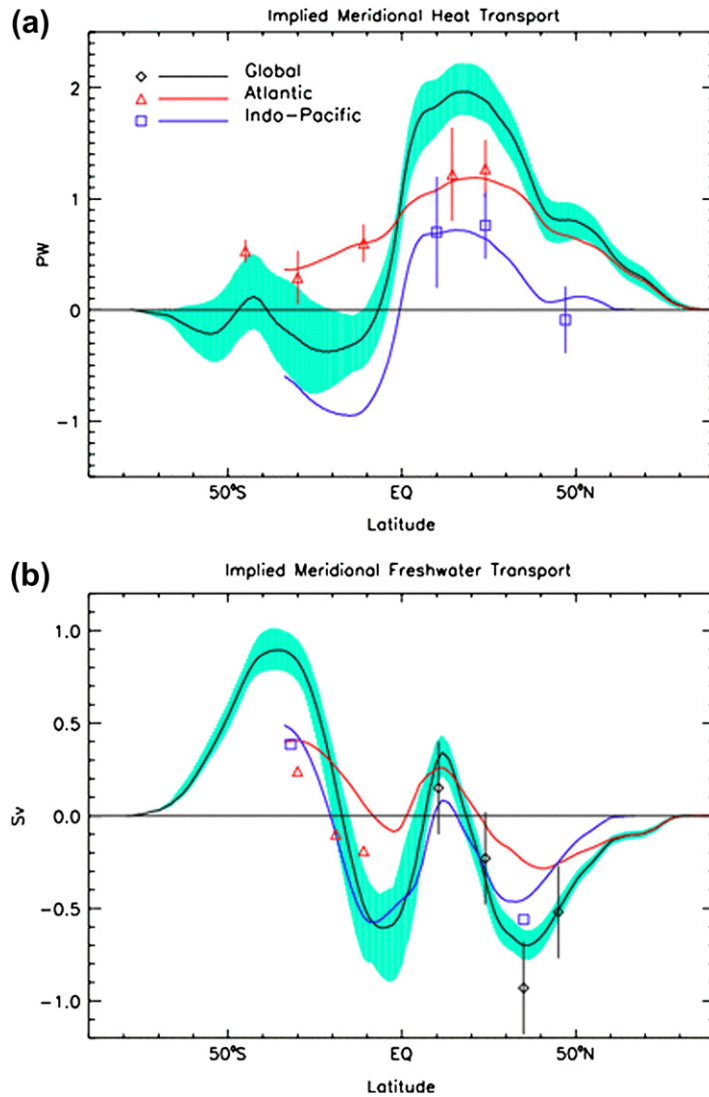 (a)
Implied Meridional Heat Transport
Global
Atlantic
Indo-Pacific
2
1
0
-1
PW
50°S
EQ
50°N
Latitude
(b)
Implied Meridional Freshwater Transport
1.0
0.5
0.0
-0.5
-1.0
Sv
50°S
EQ
50°N
Latitude